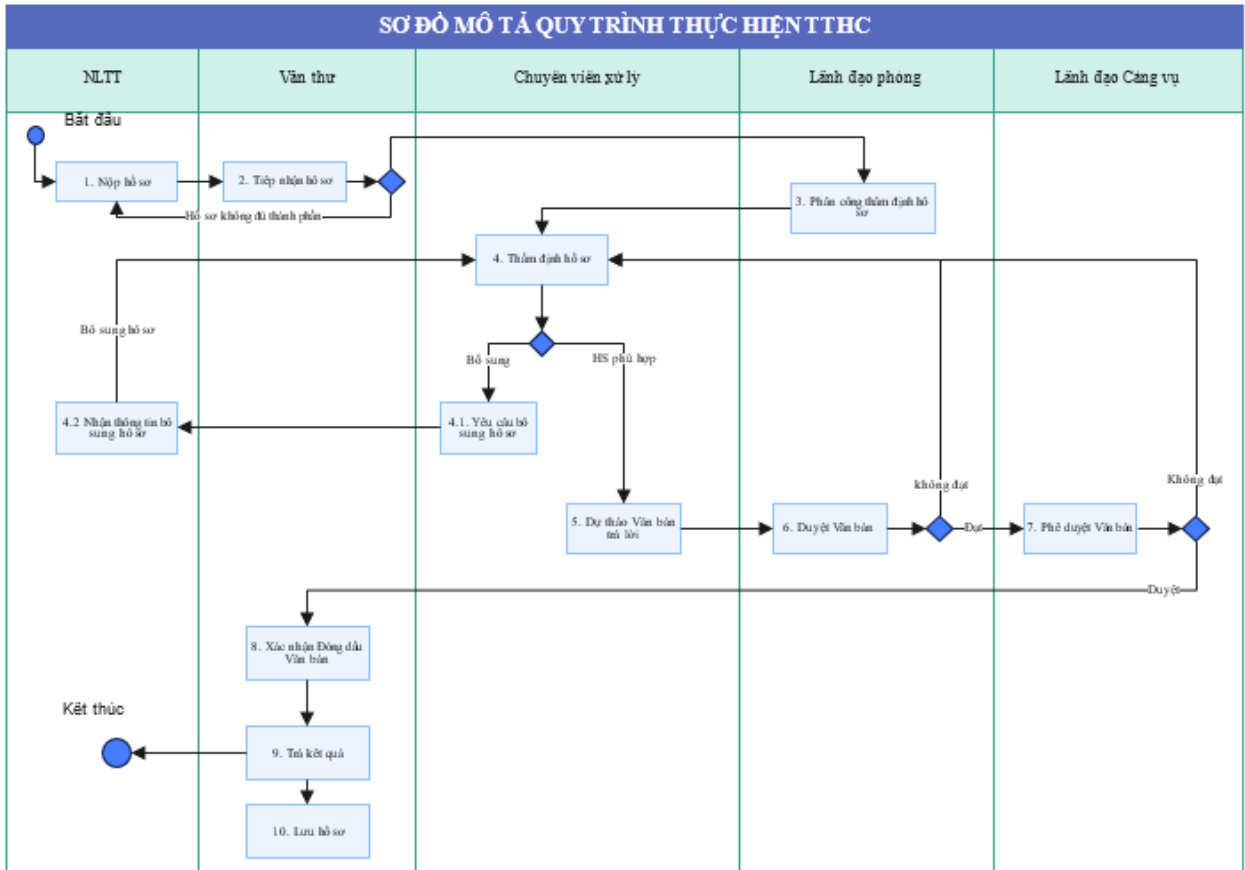 SƠ ĐỒ MÔ TẢ QUY TRÌNH THỰC HIỆN TTHC
NLTT
Văn thư
Chuyên viên xử lý
Lãnh đạo phòng
Lãnh đạo Cảng vụ
Bắt đầu
1. Nộp hồ sơ
2. Tiếp nhận hồ sơ
Hồ sơ không đủ thành phần
3. Phân công thẩm định hồ
sơ
4. Thẩm định hồ sơ
Bổ sung hồ sơ
Bổ sung
HS phù hợp
4.2 Nhận thông tin bổ
sung hồ sơ
4.1. Yêu cầu bổ
sung hồ sơ
không đạt
Không đạt
5. Dự thảo Văn bản
trả lời
6. Duyệt Văn bản
Đạt
7. Phê duyệt Văn bản
Duyệt
8. Xác nhận Đóng dấu
Văn bản
Kết thúc
9. Trả kết quả
10. Lưu hồ sơ